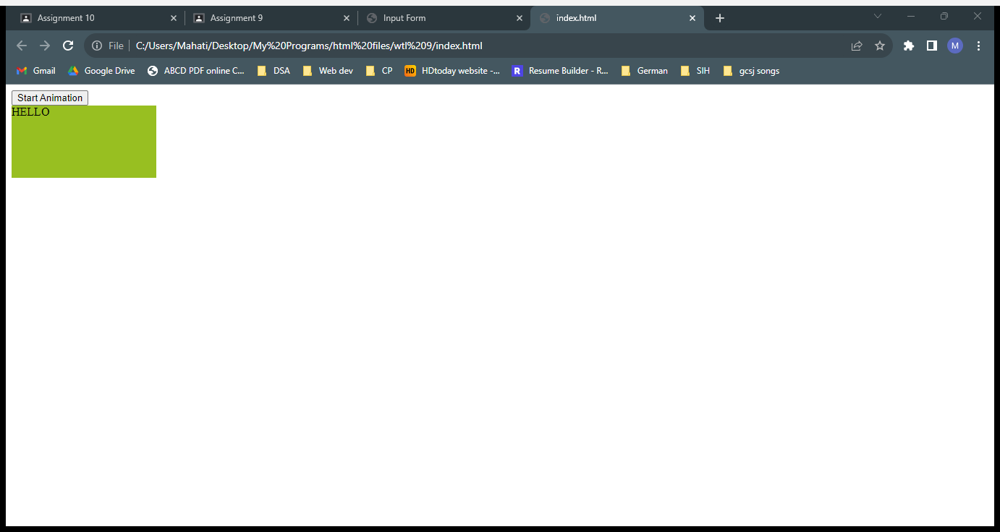 Assignment 10 Assignment 9 Input Form index.html
File C:/Users/Mahati/Desktop/My%20Programs/html%20files/wtl%209/index.html M
Gmail Google Drive ABCD PDF online C... DSA Web dev CP HD HDtoday website -... R Resume Builder - R... German SIH gcsj songs
Start Animation
HELLO